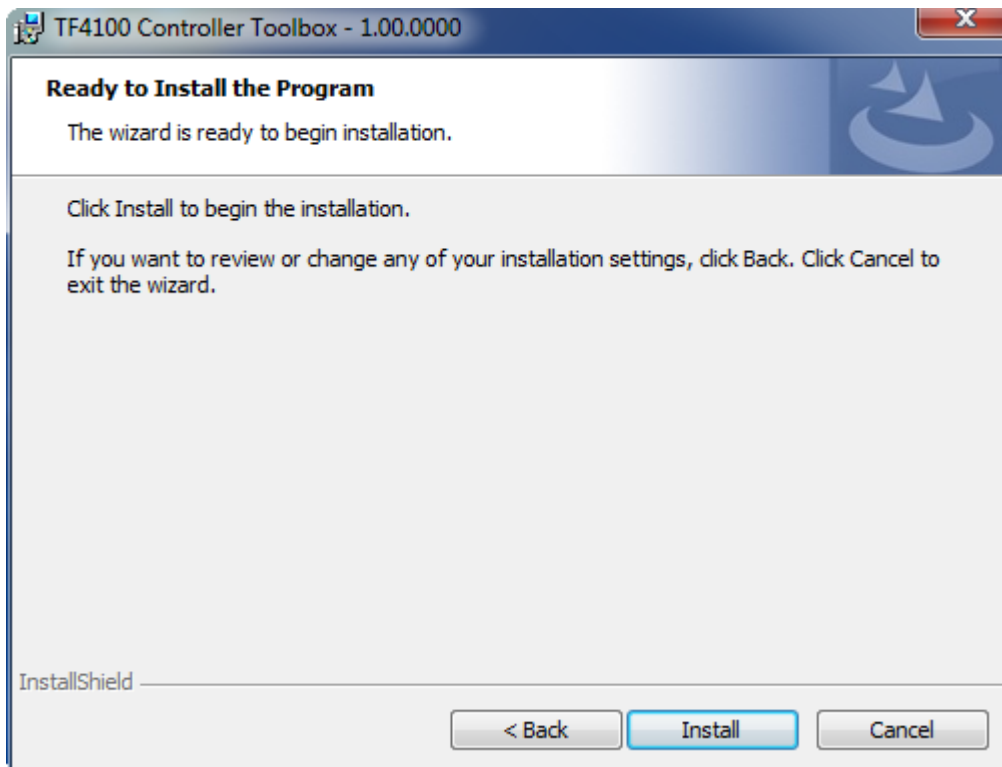 TF4100 Controller Toolbox - 1.00.0000
Ready to Install the Program
The wizard is ready to begin installation.
Click Install to begin the installation.
If you want to review or change any of your installation settings, click Back. Click Cancel to
exit the wizard.
InstallShield
< Back
Install
Cancel